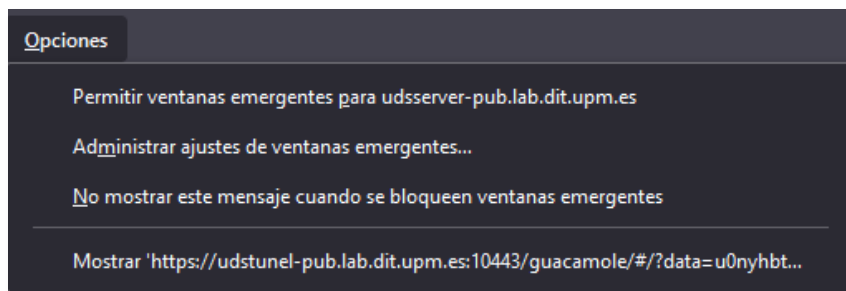 Opciones
Permitir ventanas emergentes para udsserver-pub.lab.dit.upm.es
Administrar ajustes de ventanas emergentes...
No mostrar este mensaje cuando se bloqueen ventanas emergentes
Mostrar 'https://udstunel-pub.lab.dit.upm.es:10443/guacamole/#/?data=u0nyhbt...